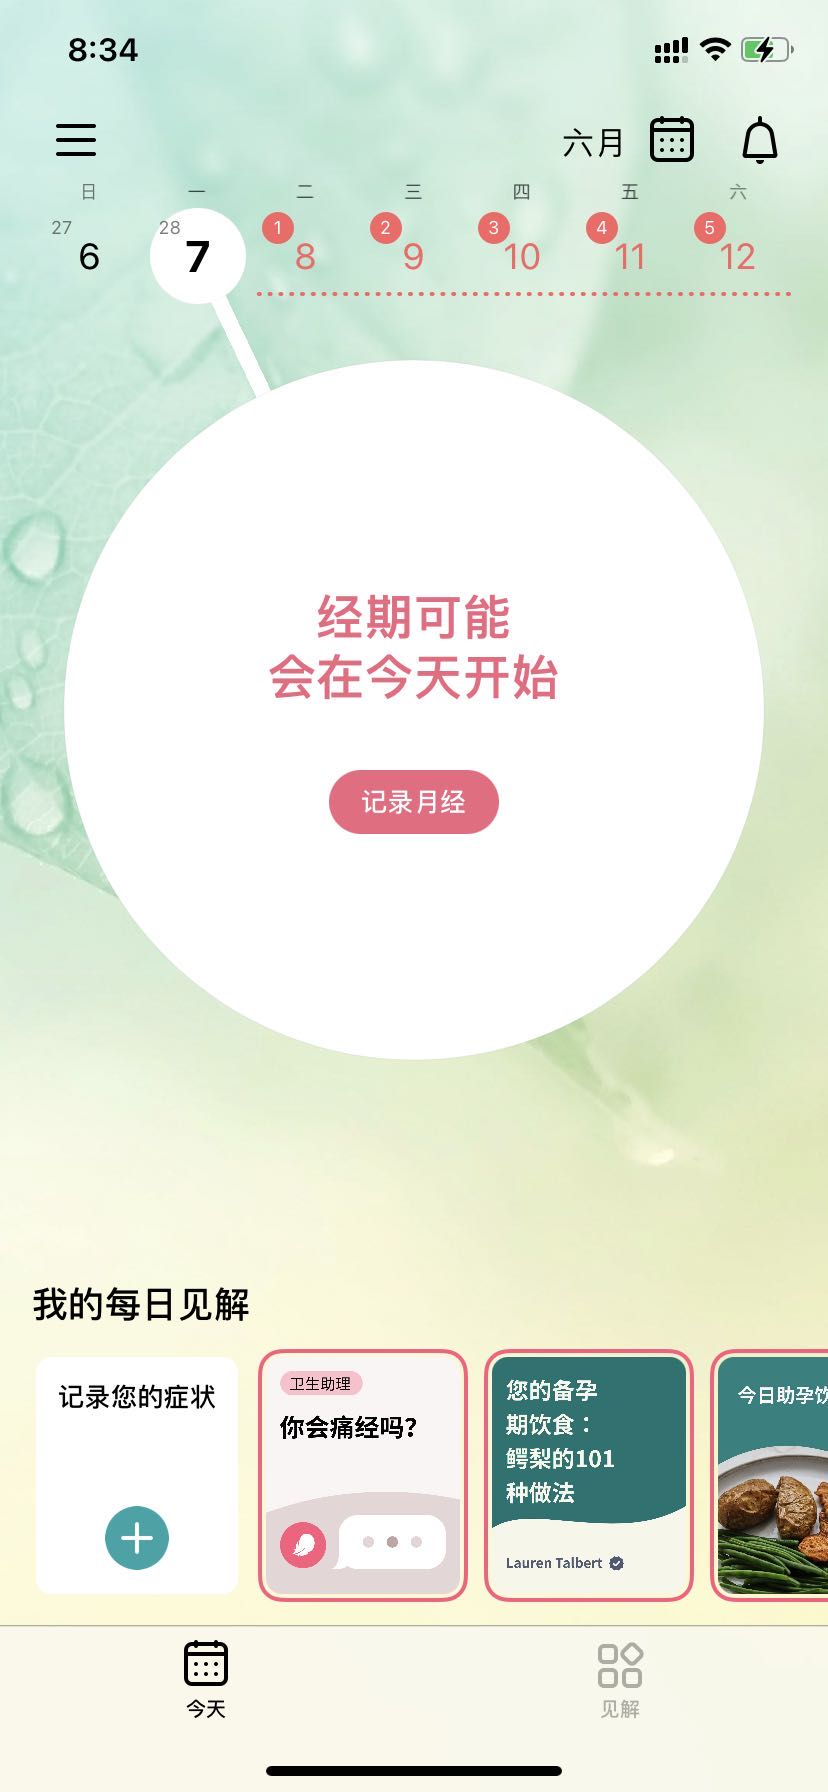 8:34
六月
日 一 二 三 四 五 六
27 28 1 2 3 4 5
6 7 8 9 10 11 12
经期可能
会在今天开始
记录月经
我的每日见解
记录您的症状
卫生助理
你会痛经吗?
您的备孕
期饮食：
鳄梨的101
种做法
Lauren Talbert
今日助孕饮
今天
见解